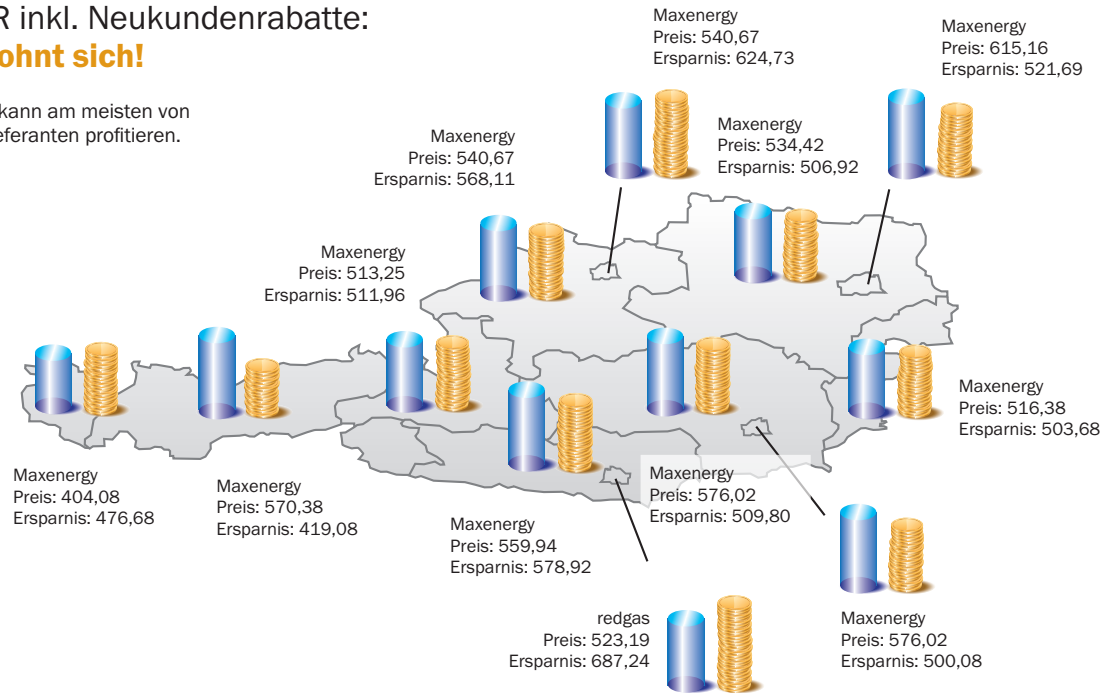 R inkl. Neukundenrabatte:
ohnt sich!
kann am meisten von
eferanten profitieren.
Maxenergy
Preis: 540,67
Ersparnis: 624,73
Maxenergy
Preis: 615,16
Ersparnis: 521,69
Maxenergy
Preis: 540,67
Ersparnis: 568,11
Maxenergy
Preis: 534,42
Ersparnis: 506,92
Maxenergy
Preis: 513,25
Ersparnis: 511,96
Maxenergy
Preis: 516,38
Ersparnis: 503,68
Maxenergy
Preis: 404,08
Ersparnis: 476,68
Maxenergy
Preis: 570,38
Ersparnis: 419,08
Maxenergy
Preis: 559,94
Ersparnis: 578,92
Maxenergy
Preis: 576,02
Ersparnis: 509,80
redgas
Preis: 523,19
Ersparnis: 687,24
Maxenergy
Preis: 576,02
Ersparnis: 500,08